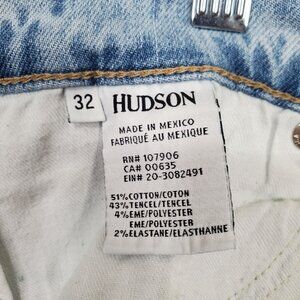 32
HUDSON
MADE IN MEXICO
FABRIQUÉ AU MEXIQUE
RN# 107906
CA# 00635
EIN# 20-3082491
51% COTTON/COTON
43% TENCEL/TENCEL
4% EME/POLYESTER
EME/POLYESTER
2% ELASTANE/ELASTHANNE